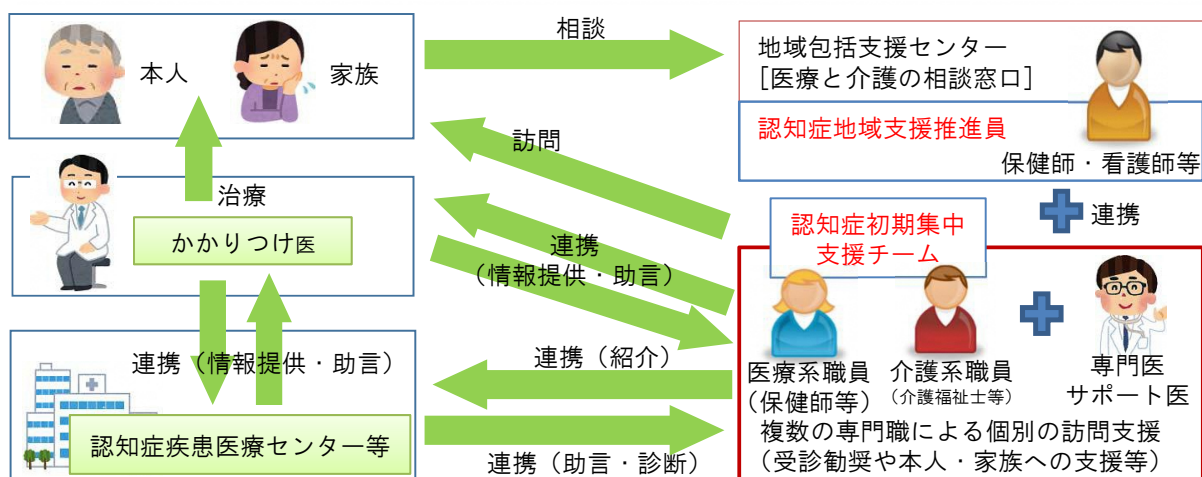 本人
家族
相談
地域包括支援センター
[医療と介護の相談窓口]
認知症地域支援推進員
保健師・看護師等
訪問
治療
かかりつけ医
連携
(情報提供・助言)
連携
認知症初期集中
支援チーム
連携(情報提供・助言)
認知症疾患医療センター等
連携(紹介)
連携(助言・診断)
医療系職員
(保健師等)
介護系職員
(介護福祉士等)
専門医
サポート医
複数の専門職による個別の訪問支援
(受診勧奨や本人・家族への支援等)